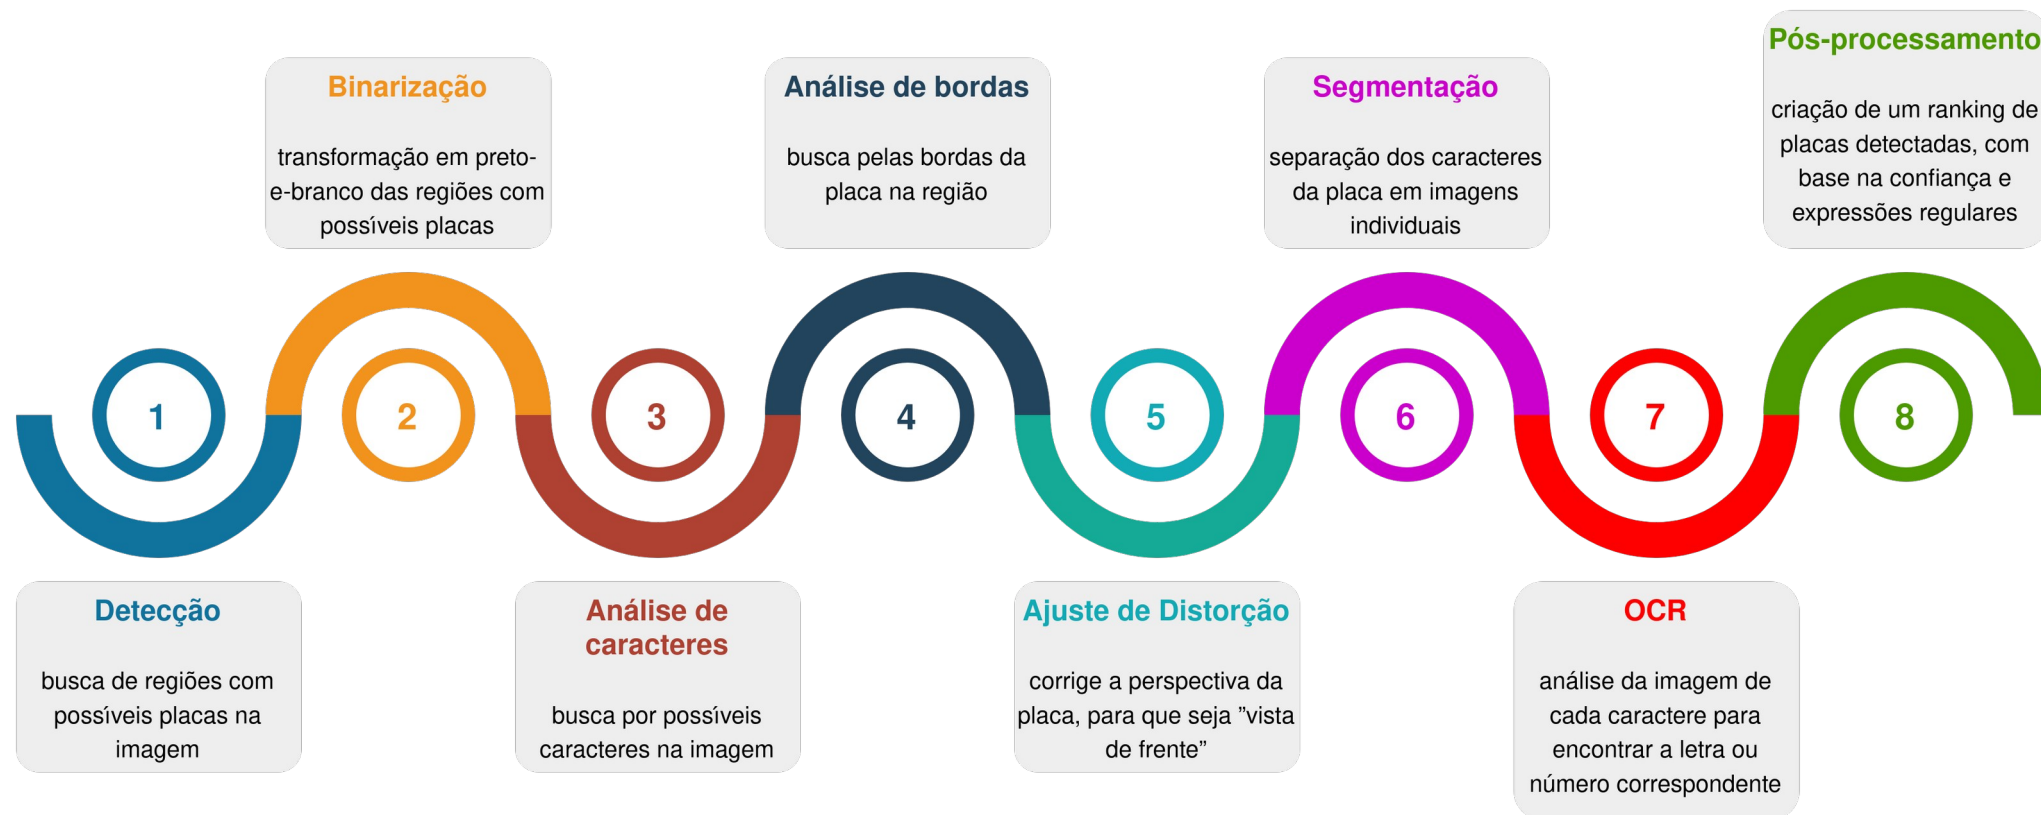 Detecção
busca de regiões com
possíveis placas na
imagem
1
Binarização
transformação em preto-
e-branco das regiões com
possíveis placas
2
Análise de
caracteres
busca por possíveis
caracteres na imagem
3
Análise de bordas
busca pelas bordas da
placa na região
4
Ajuste de Distorção
corrige a perspectiva da
placa, para que seja ”vista
de frente”
5
Segmentação
separação dos caracteres
da placa em imagens
individuais
6
OCR
análise da imagem de
cada caractere para
encontrar a letra ou
número correspondente
7
Pós-processamento
criação de um ranking de
placas detectadas, com
base na confiança e
expressões regulares
8